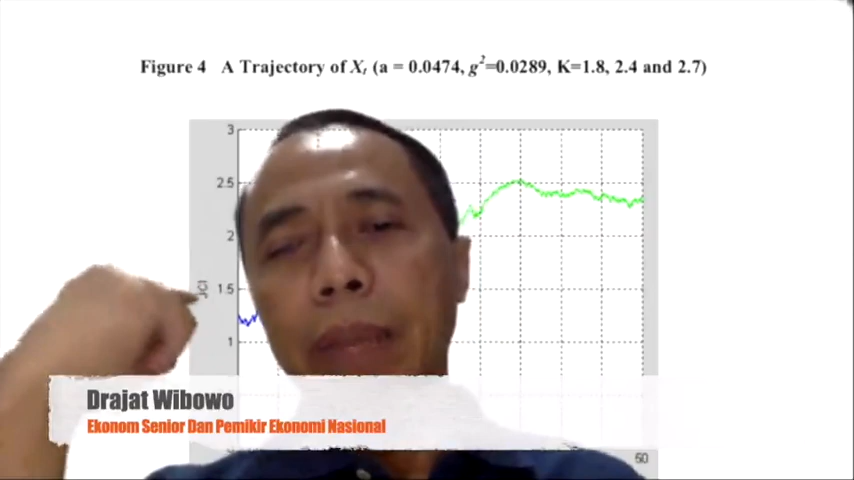 Figure 4 A Trajectory of Xt (a = 0.0474, g²=0.0289, K=1.8, 2.4 and 2.7)
3
2.5
2
JCI
1.5
1
Drajat Wibowo
Ekonom Senior Dan Pemikir Ekonomi Nasional
50